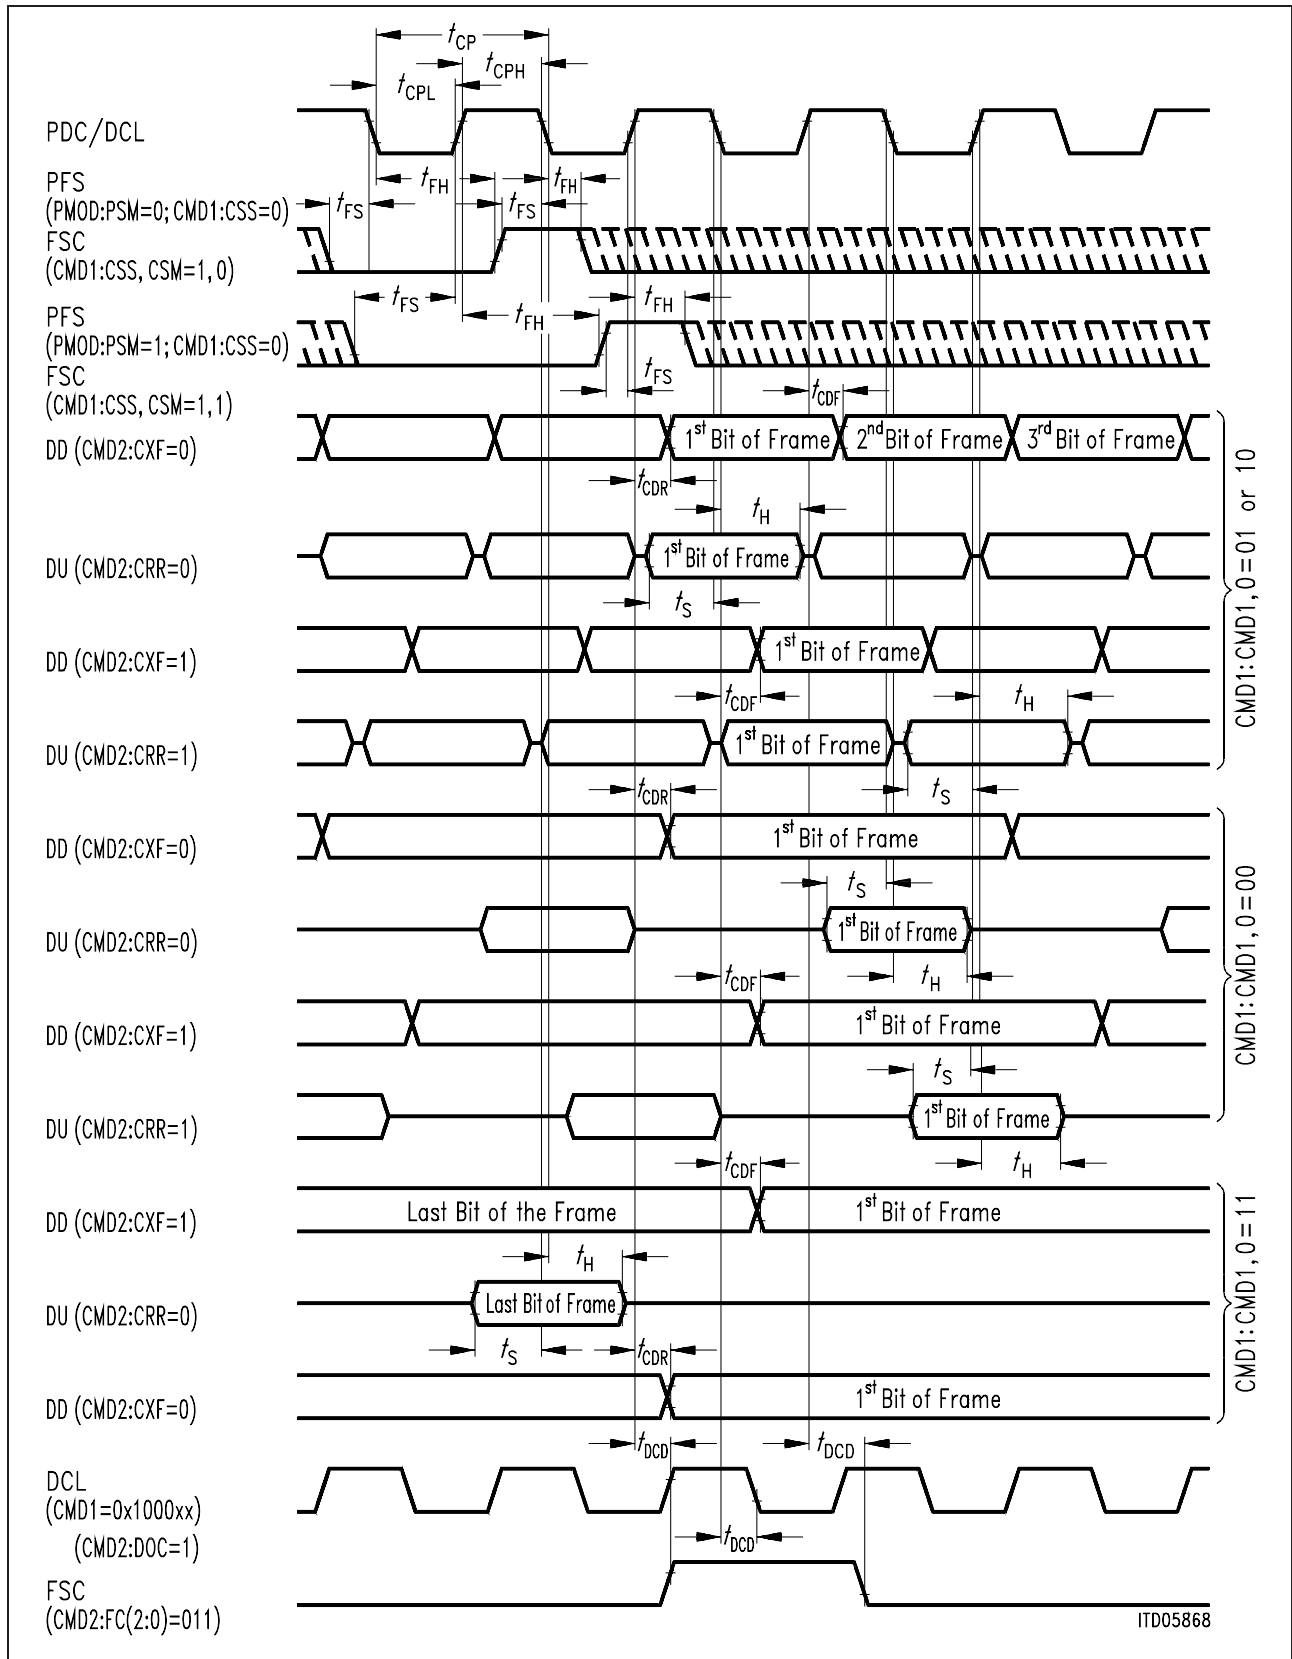 tCP
tCPH
tCPL
PDC/DCL
PFS
(PMOD:PSM=0; CMD1:CSS=0)
FSC
(CMD1:CSS, CSM=1,0)
tFH
tFH
tFS
tFS
PFS
(PMOD:PSM=1; CMD1:CSS=0)
FSC
(CMD1:CSS, CSM=1,1)
tFS
tFH
tFH
tFS
tCDF
DD (CMD2:CXF=0)
1st Bit of Frame
2nd Bit of Frame
3rd Bit of Frame
tCDR
tH
DU (CMD2:CRR=0)
1st Bit of Frame
tS
DD (CMD2:CXF=1)
1st Bit of Frame
tCDF
tH
DU (CMD2:CRR=1)
1st Bit of Frame
CMD1:CMD1,0=01 or 10
tCDR
tS
DD (CMD2:CXF=0)
1st Bit of Frame
tS
DU (CMD2:CRR=0)
1st Bit of Frame
tCDF
tH
DD (CMD2:CXF=1)
1st Bit of Frame
tS
DU (CMD2:CRR=1)
1st Bit of Frame
CMD1:CMD1,0=00
tCDF
tH
DD (CMD2:CXF=1)
Last Bit of the Frame
1st Bit of Frame
tH
DU (CMD2:CRR=0)
Last Bit of Frame
tS
tCDR
DD (CMD2:CXF=0)
1st Bit of Frame
CMD1:CMD1,0=11
tDCD
tDCD
DCL
(CMD1=0x1000xx)
(CMD2:DOC=1)
tDCD
FSC
(CMD2:FC(2:0)=011)
ITD05868